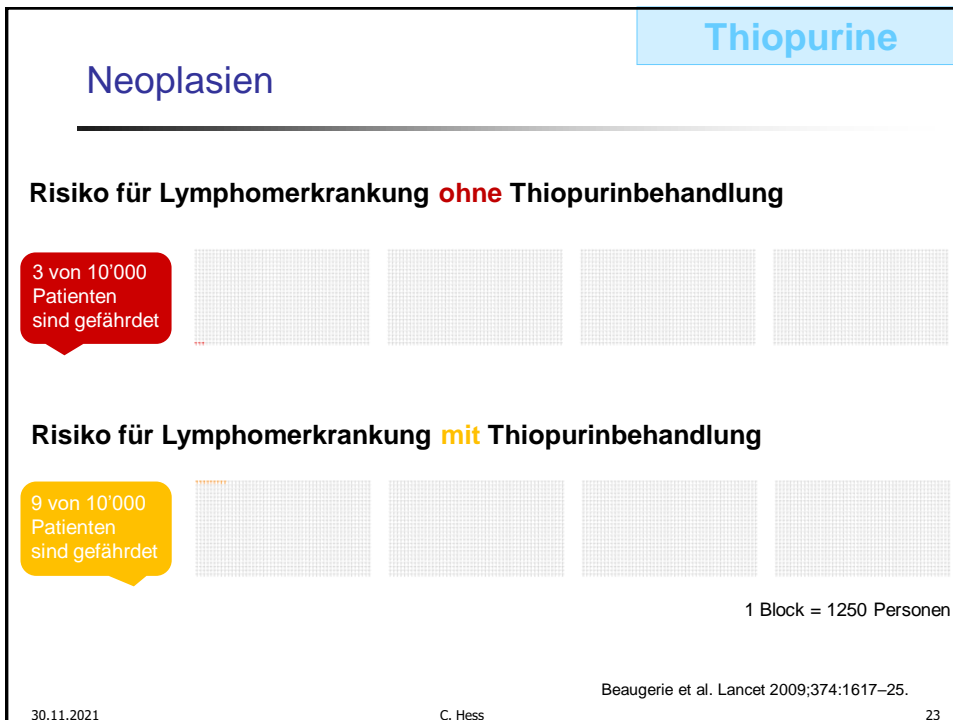 Thiopurine
Neoplasien
Risiko für Lymphomerkrankung ohne Thiopurinbehandlung
3 von 10’000
Patienten
sind gefährdet
Risiko für Lymphomerkrankung mit Thiopurinbehandlung
9 von 10’000
Patienten
sind gefährdet
1 Block = 1250 Personen
Beaugerie et al. Lancet 2009;374:1617–25.
30.11.2021
C. Hess
23